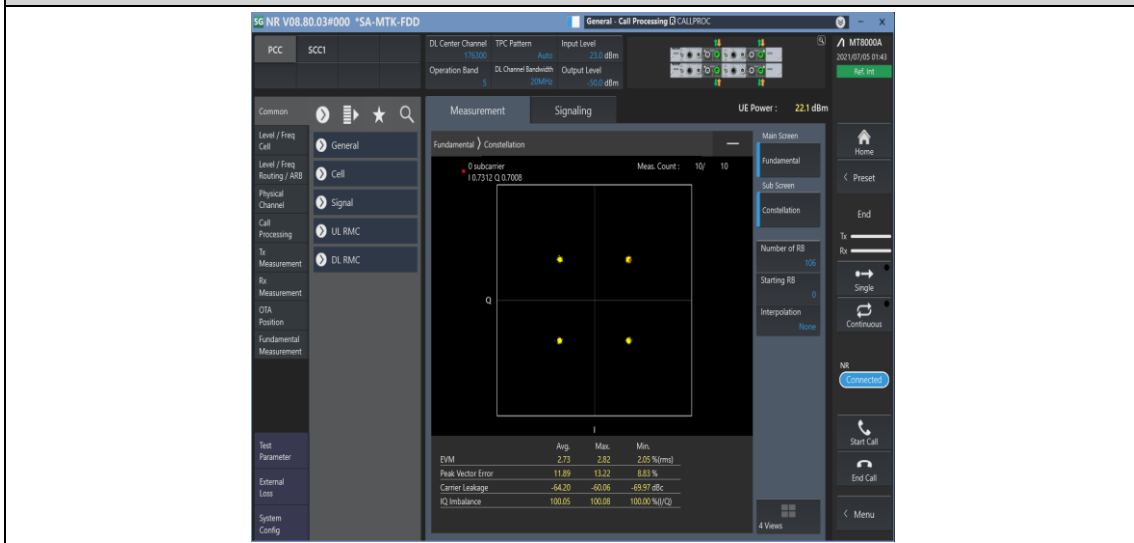 5G NR V08.80.03#000 *SA-MTK-FDD
General - Call Processing CALLPROC
PCC SCC1
DL Center Channel TPC Pattern Input Level
176300 Auto 23.0 dBm
Operation Band DL Channel Bandwidth Output Level
5 20MHz -50.0 dBm
MT8000A
2021/07/05 01:43
Ref. Int
Common
Level / Freq
Cell
Level / Freq
Routing / ARB
Physical
Channel
Call
Processing
Tx
Measurement
Rx
Measurement
OTA
Position
Fundamental
Measurement
Test
Parameter
External
Loss
System
Config
General
Cell
Signal
UL RMC
DL RMC
Measurement Signaling
UE Power : 22.1 dBm
Fundamental 〉 Constellation
0 subcarrier Meas. Count : 10/ 10
I 0.7312 Q 0.7008
Q
I
Avg. Max. Min.
EVM 2.73 2.82 2.05 %(rms)
Peak Vector Error 11.89 13.22 8.83 %
Carrier Leakage -64.20 -60.06 -69.97 dBc
IQ Imbalance 100.05 100.08 100.00 %(I/Q)
Main Screen
Fundamental
Sub Screen
Constellation
Number of RB
106
Starting RB
0
Interpolation
None
4 Views
Home
< Preset
End
Tx
Rx
Single
Continuous
NR
Connected
Start Call
End Call
< Menu